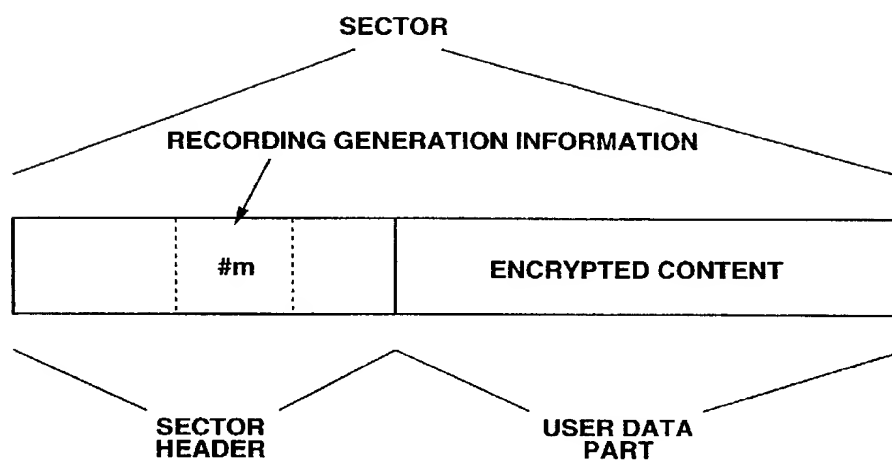 SECTOR
RECORDING GENERATION INFORMATION
#m
ENCRYPTED CONTENT
SECTOR
HEADER
USER DATA
PART